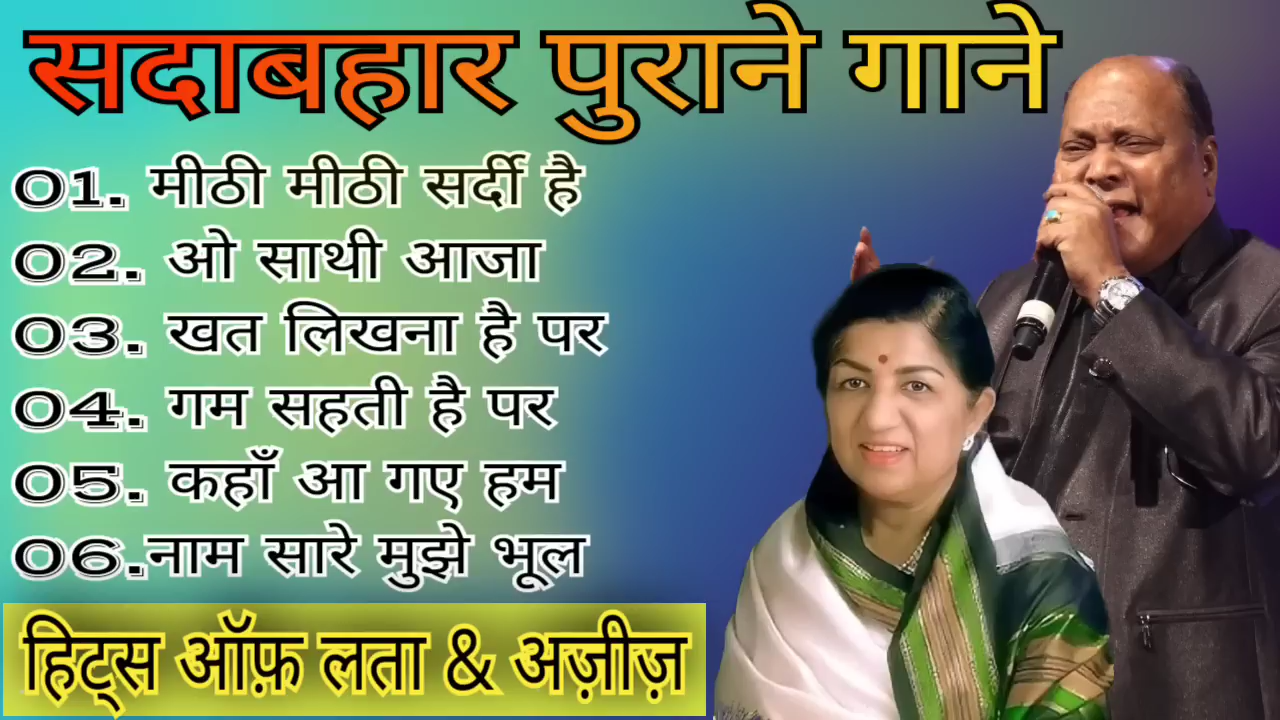 सदाबहार पुराने गाने
01. मीठी मीठी सर्दी है
02. ओ साथी आजा
03. खत लिखना है पर
04. गम सहती है पर
05. कहाँ आ गए हम
06.नाम सारे मुझे भूल
हिट्स ऑफ़ लता & अज़ीज़